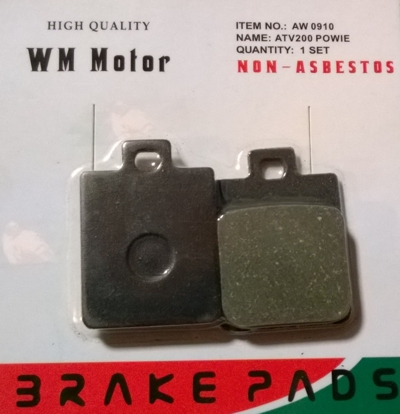 HIGH QUALITY
WM Motor
ITEM NO.: AW 0910
NAME: ATV200 POWIE
QUANTITY: 1 SET
NON-ASBESTOS
BRAKE PADS